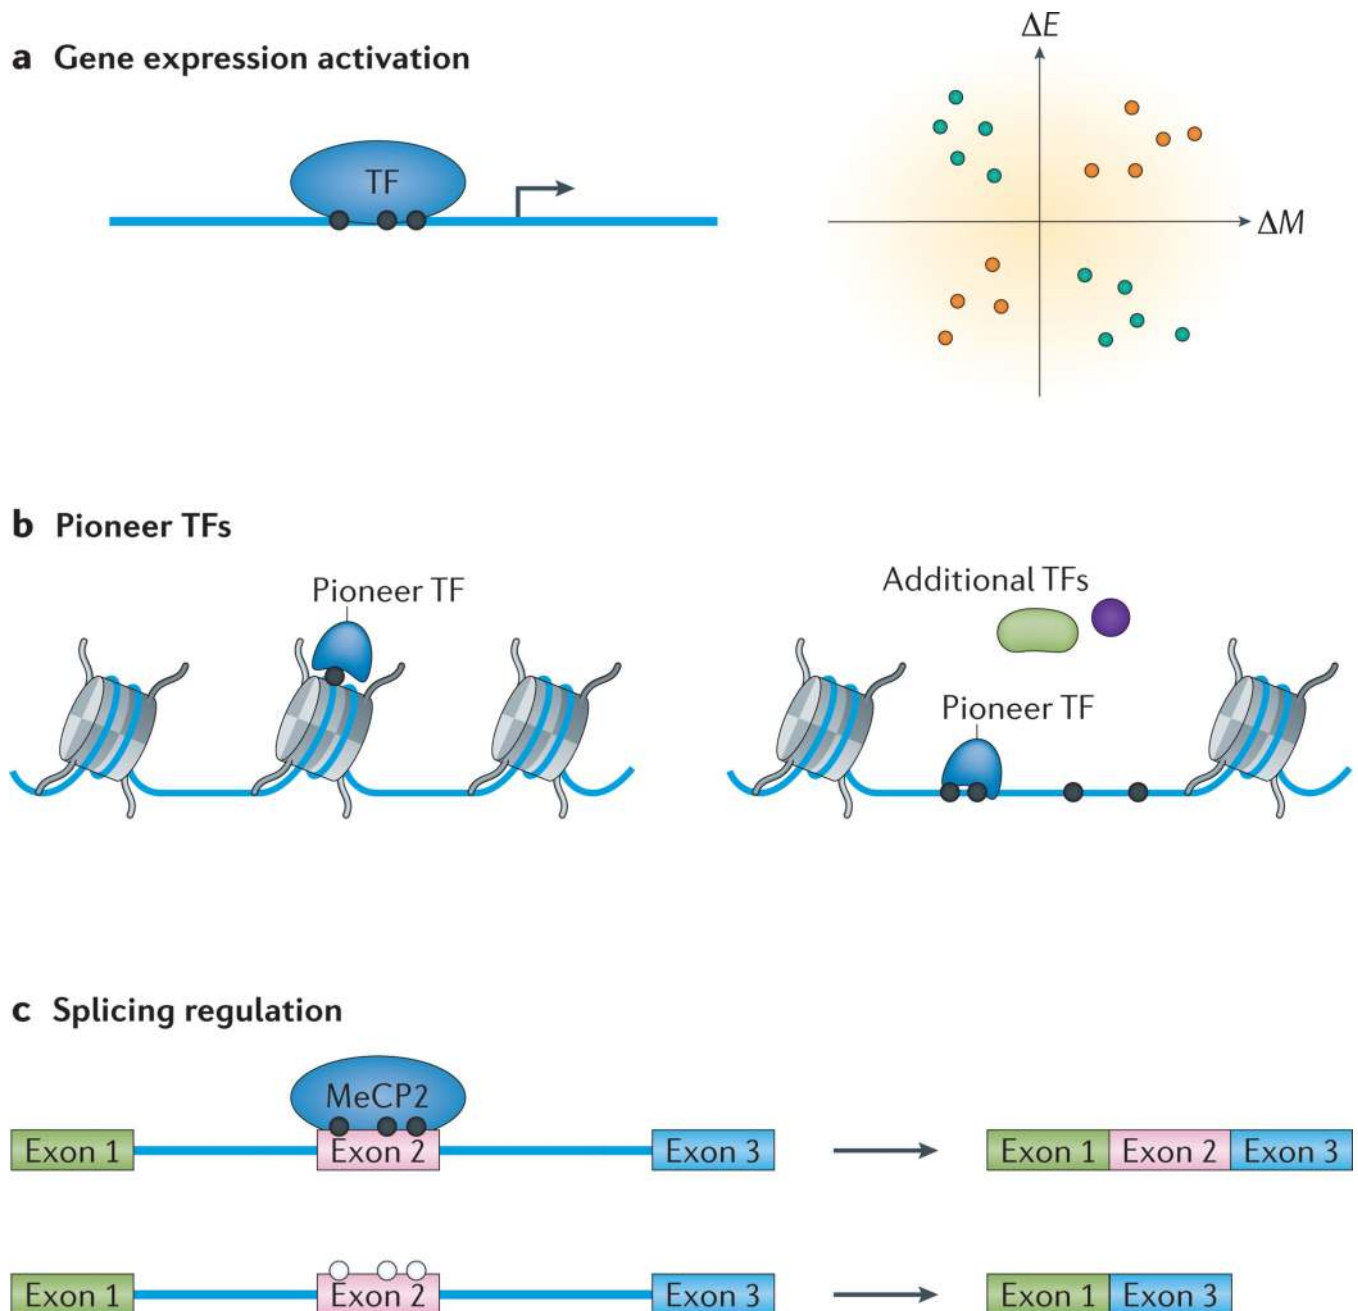 a Gene expression activation
TF
ΔE
ΔM
b Pioneer TFs
Pioneer TF
Additional TFs
Pioneer TF
c Splicing regulation
MeCP2
Exon 1 Exon 2 Exon 3 Exon 1 Exon 2 Exon 3
Exon 1 Exon 2 Exon 3 Exon 1 Exon 3